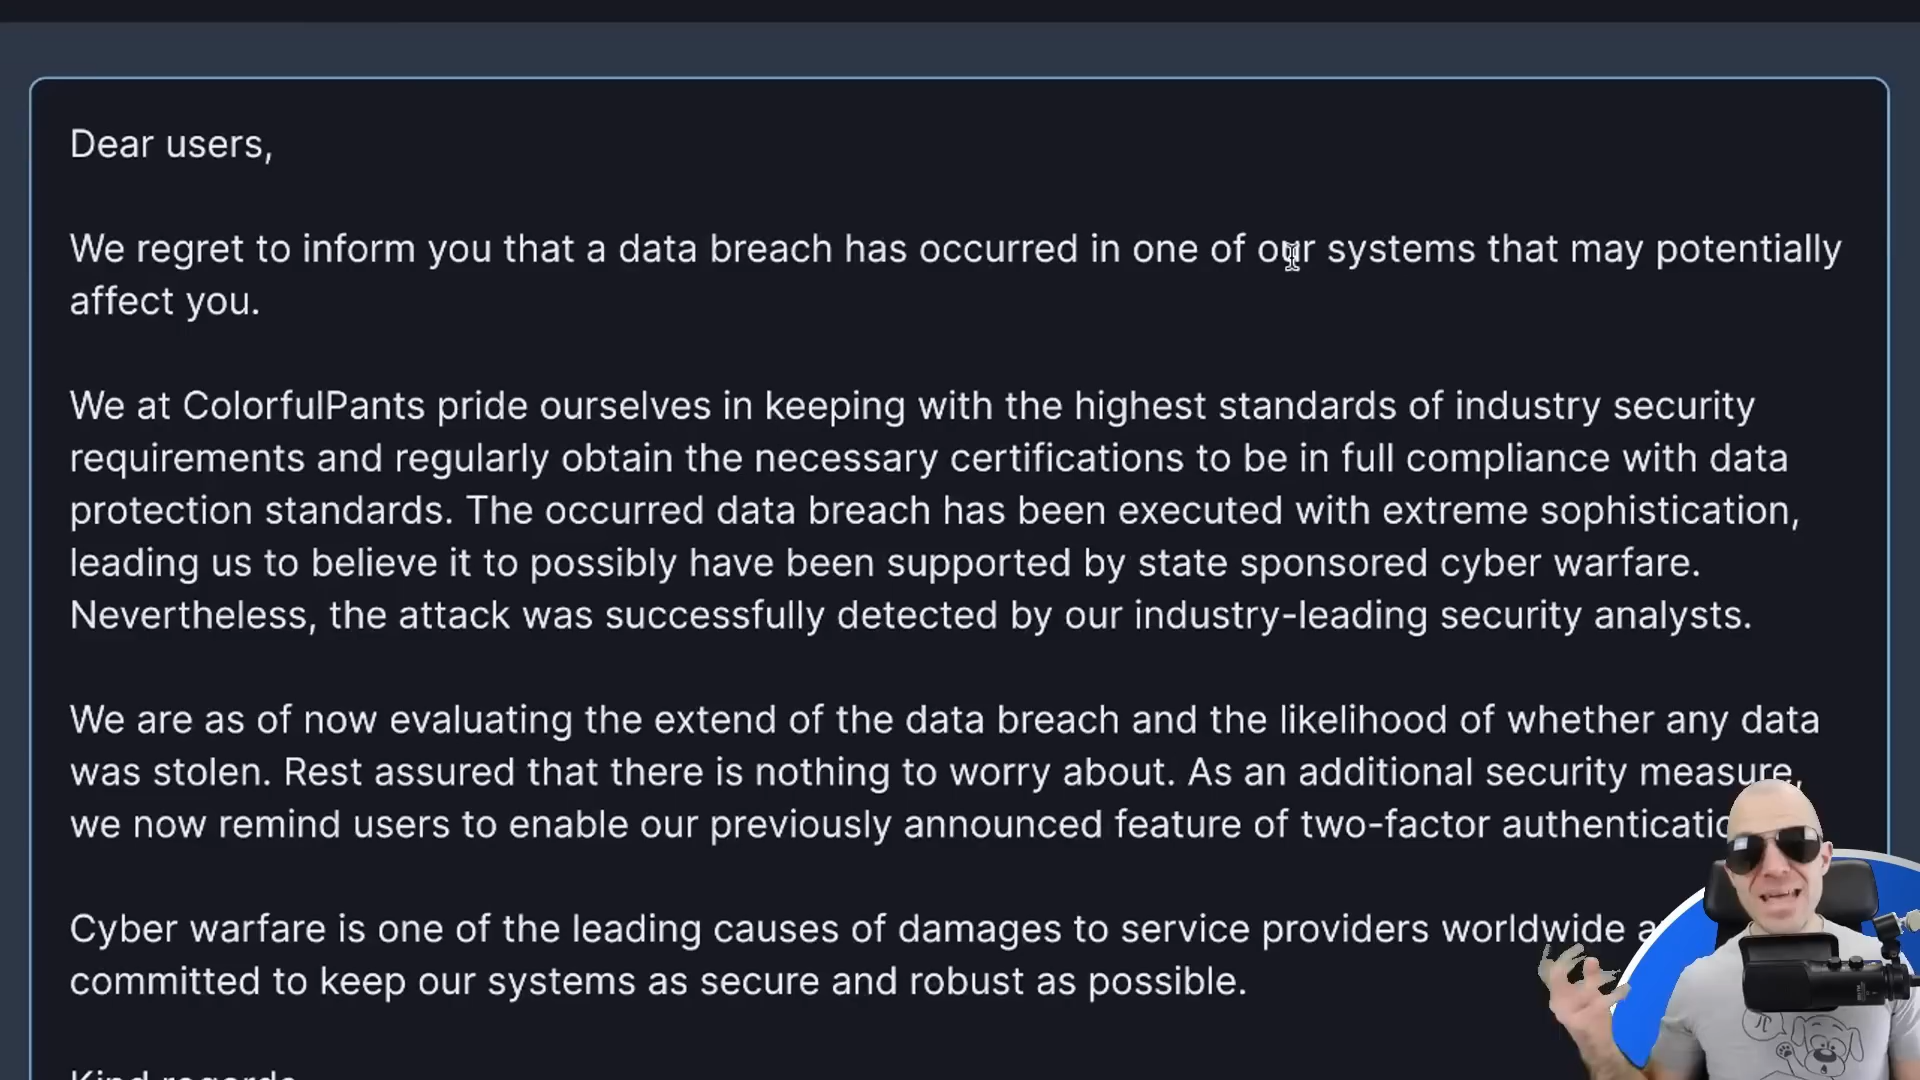 Dear users,
We regret to inform you that a data breach has occurred in one of our systems that may potentially
affect you.
We at ColorfulPants pride ourselves in keeping with the highest standards of industry security
requirements and regularly obtain the necessary certifications to be in full compliance with data
protection standards. The occurred data breach has been executed with extreme sophistication,
leading us to believe it to possibly have been supported by state sponsored cyber warfare.
Nevertheless, the attack was successfully detected by our industry-leading security analysts.
We are as of now evaluating the extend of the data breach and the likelihood of whether any data
was stolen. Rest assured that there is nothing to worry about. As an additional security measure,
we now remind users to enable our previously announced feature of two-factor
Cyber warfare is one of the leading causes of damages to service providers worldwide
committed to keep our systems as secure and robust as possible.
Kind regards
π